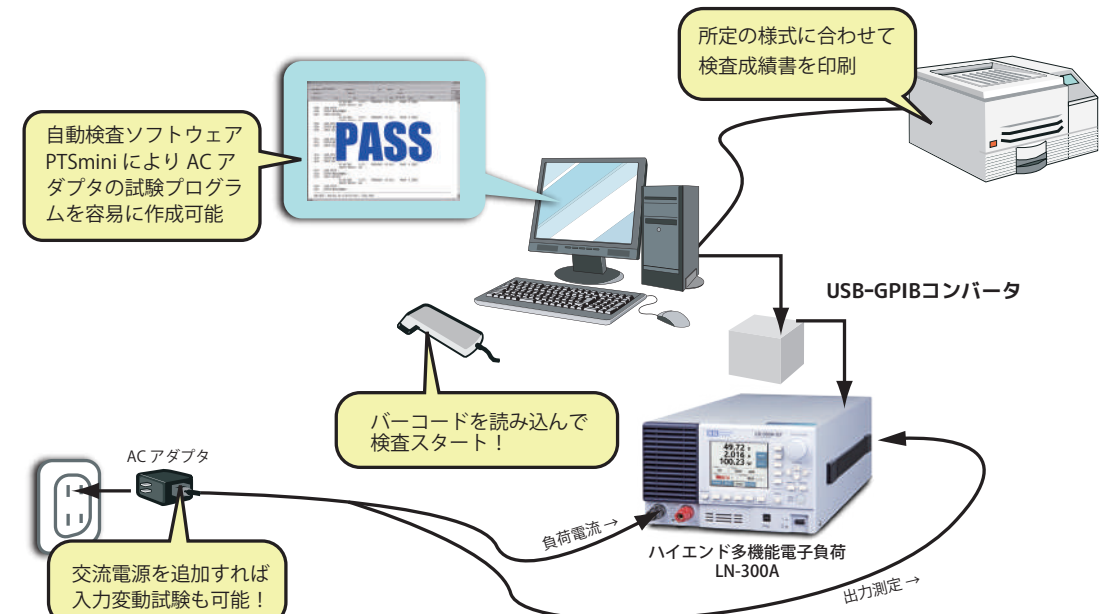 所定の様式に合わせて
検査成績書を印刷
PASS
自動検査ソフトウェア
PTSmini により AC ア
ダプタの試験プログラ
ムを容易に作成可能
USB-GPIBコンバータ
バーコードを読み込んで
検査スタート！
AC アダプタ
49.72
2.016
100.23
負荷電流→
ハイエンド多機能電子負荷
LN-300A
出力測定→
交流電源を追加すれば
入力変動試験も可能！